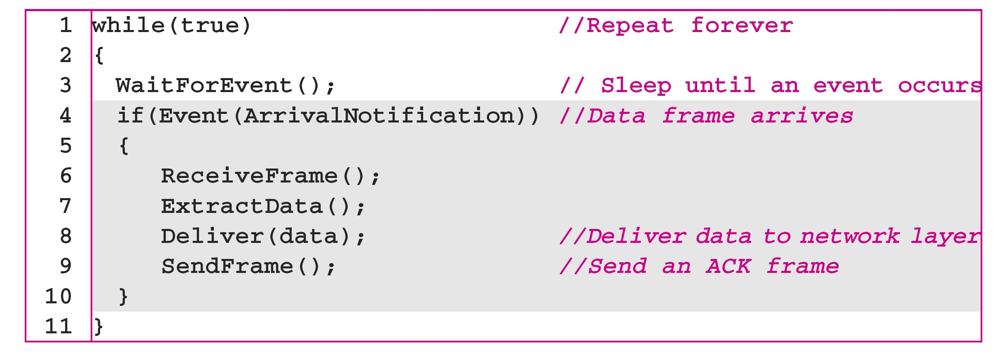 1 while(true) //Repeat forever
2 {
3 WaitForEvent(); // Sleep until an event occurs
4 if(Event(ArrivalNotification)) //Data frame arrives
5 {
6 ReceiveFrame();
7 ExtractData();
8 Deliver(data); //Deliver data to network layer
9 SendFrame(); //Send an ACK frame
10 }
11 }